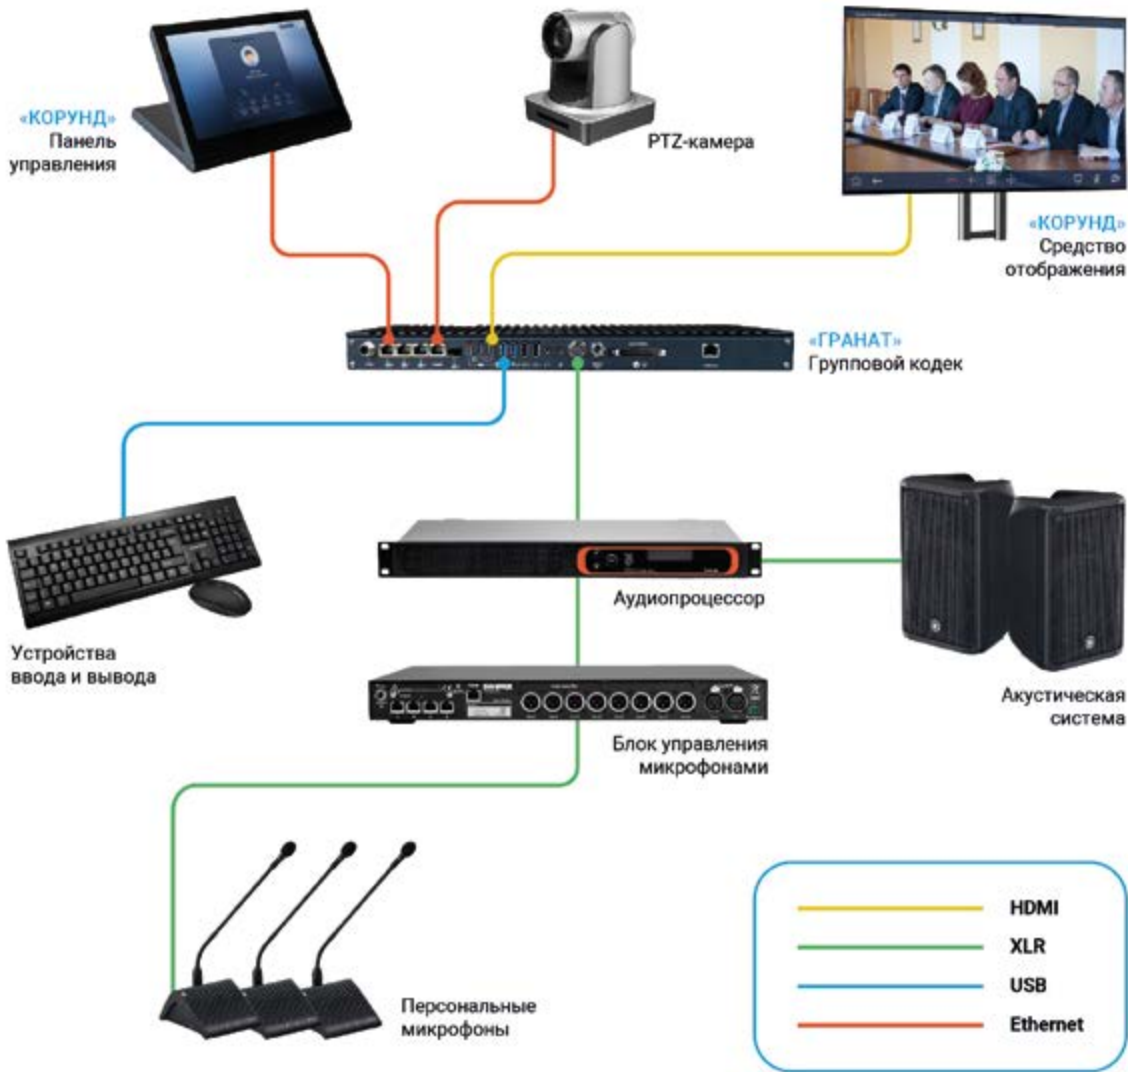 «КОРУНД»
Панель
управления
PTZ-камера
«КОРУНД»
Средство
отображения
«ГРАНАТ»
Групповой кодек
Аудиопроцессор
Устройства
ввода и вывода
Акустическая
система
Блок управления
микрофонами
Персональные
микрофоны
HDMI
XLR
USB
Ethernet